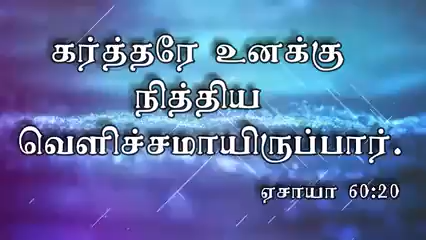 கர்த்தரே உனக்கு
நித்திய
வெளிச்சமாயிருப்பார்.
ஏசாயா 60:20